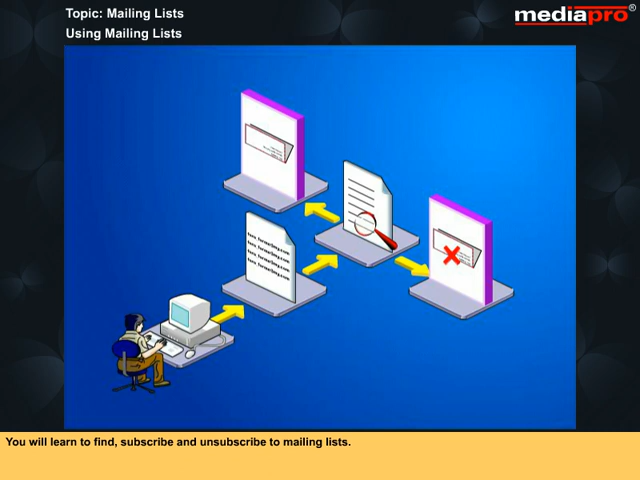 Topic: Mailing Lists
Using Mailing Lists
mediapro®
You will learn to find, subscribe and unsubscribe to mailing lists.